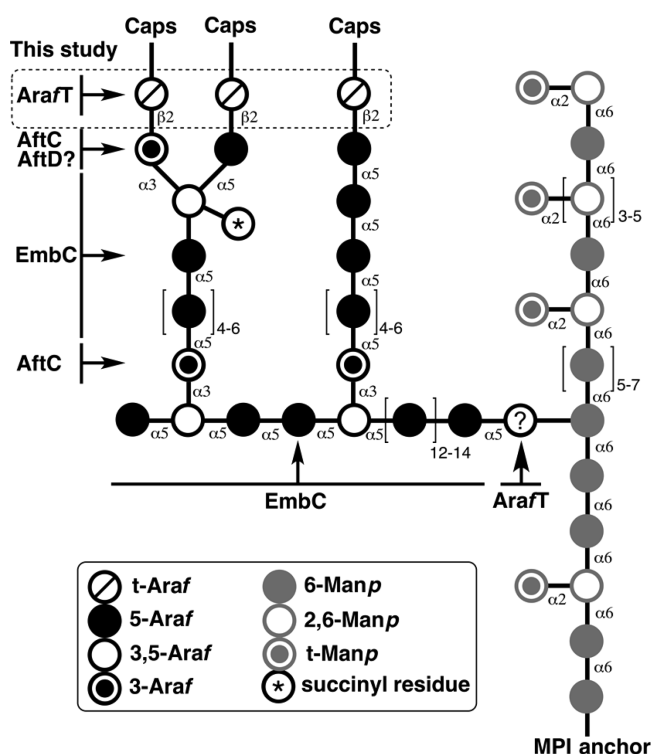 Caps Caps Caps
This study
ArafT
β2 β2 β2
AftC
AftD?
α3 α5 α5
*
α5
EmbC
α5 α5
4-6 4-6
α5 α5
AftC
α3 α3
α5 α5 α5 α5 α5 12-14 α5 ?
EmbC
ArafT
α2 α6
α6
α2 α6 3-5
α6
α2 α6
α6 5-7
α6
α6
α6
α2 α6
α6
MPI anchor
t-Araf
5-Araf
3,5-Araf
3-Araf
6-Manp
2,6-Manp
t-Manp
* succinyl residue